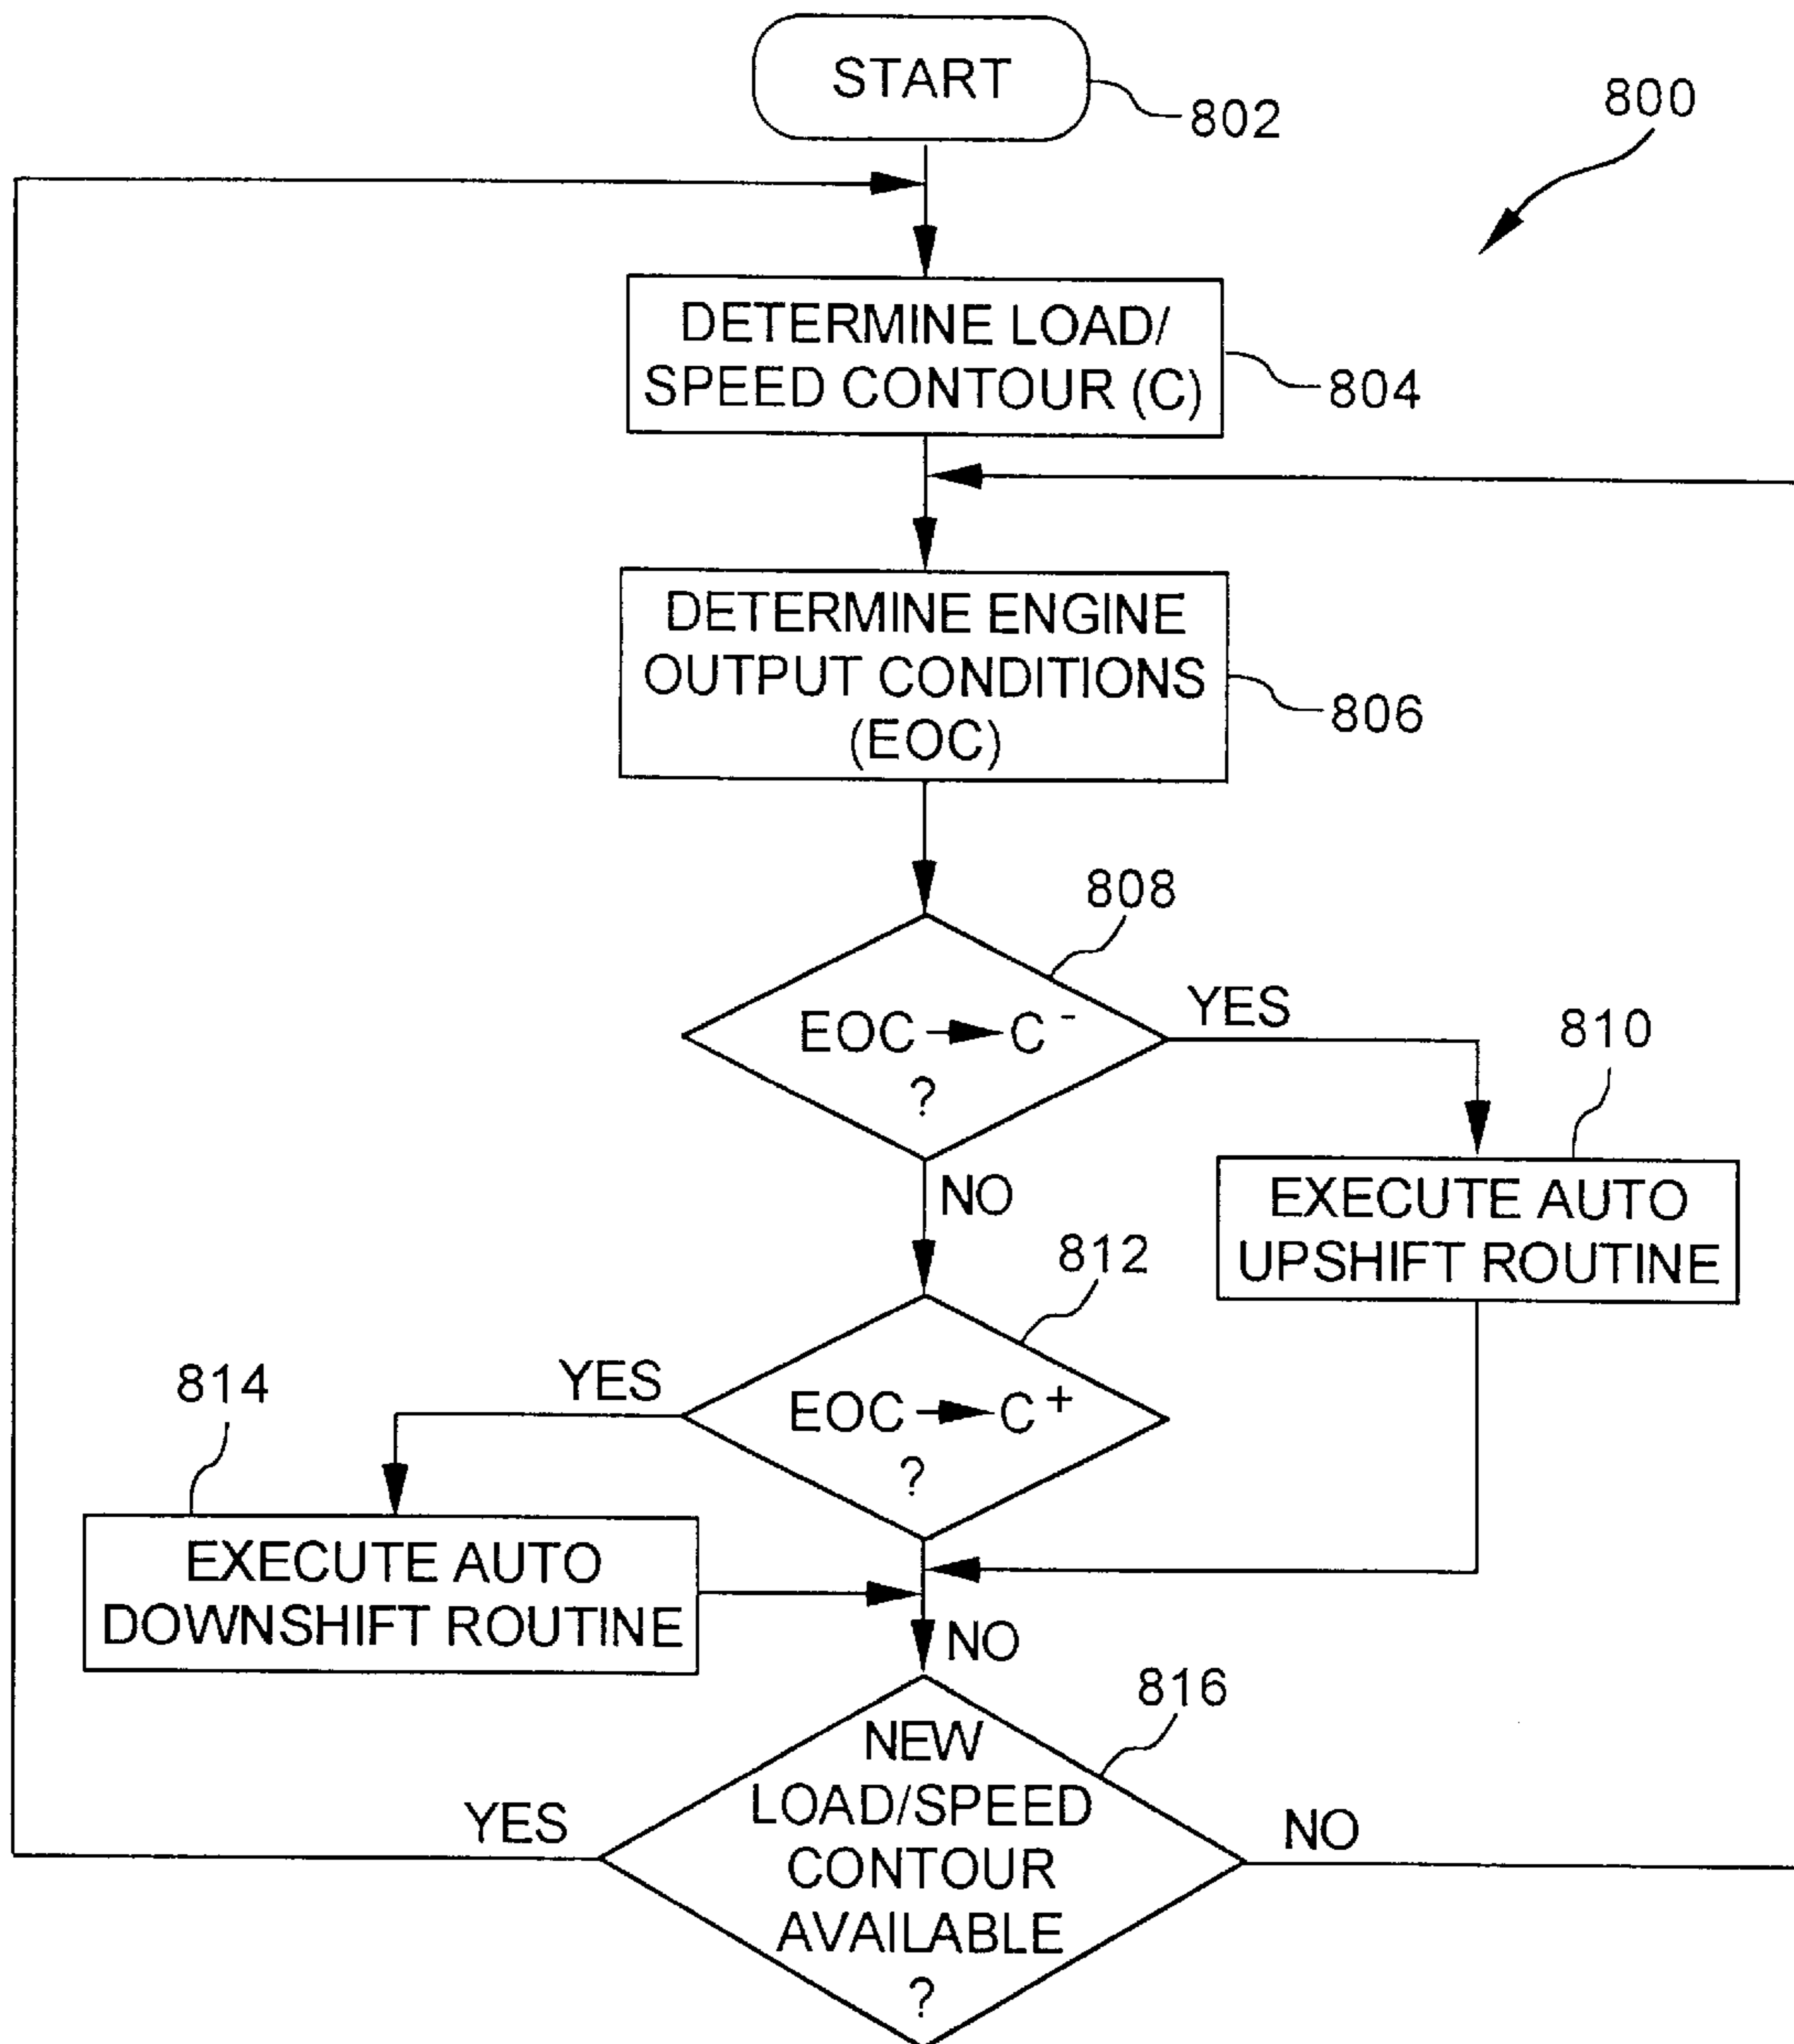 START
802
800
DETERMINE LOAD/
SPEED CONTOUR (C)
804
DETERMINE ENGINE
OUTPUT CONDITIONS
(EOC)
806
808
EOC → C⁻
?
YES
810
NO
EXECUTE AUTO
UPSHIFT ROUTINE
812
EOC → C⁺
?
YES
814
EXECUTE AUTO
DOWNSHIFT ROUTINE
NO
816
NEW
LOAD/SPEED
CONTOUR
AVAILABLE
?
YES
NO